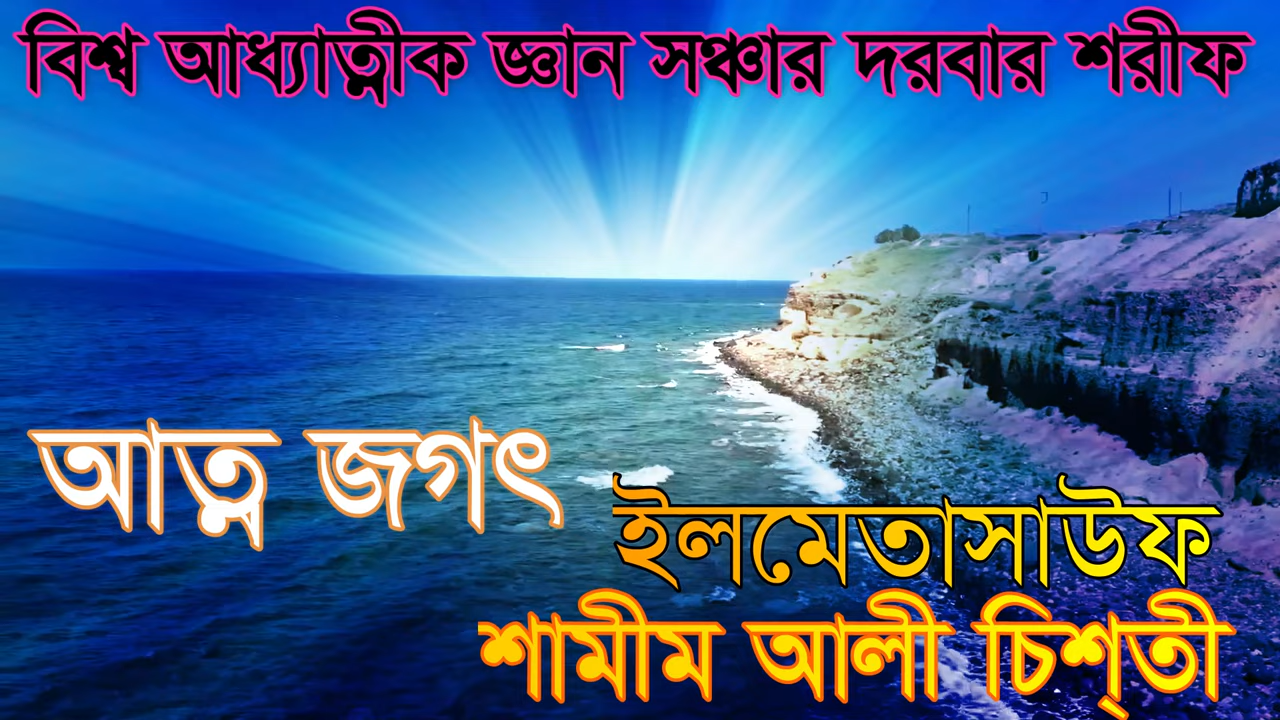 বিশ্ব আধ্যাত্নীক জ্ঞান সঞ্চার দরবার শরীফ
আত্ন জগৎ
ইলমেতাসাউফ
শামীম আলী চিশ্‌তী